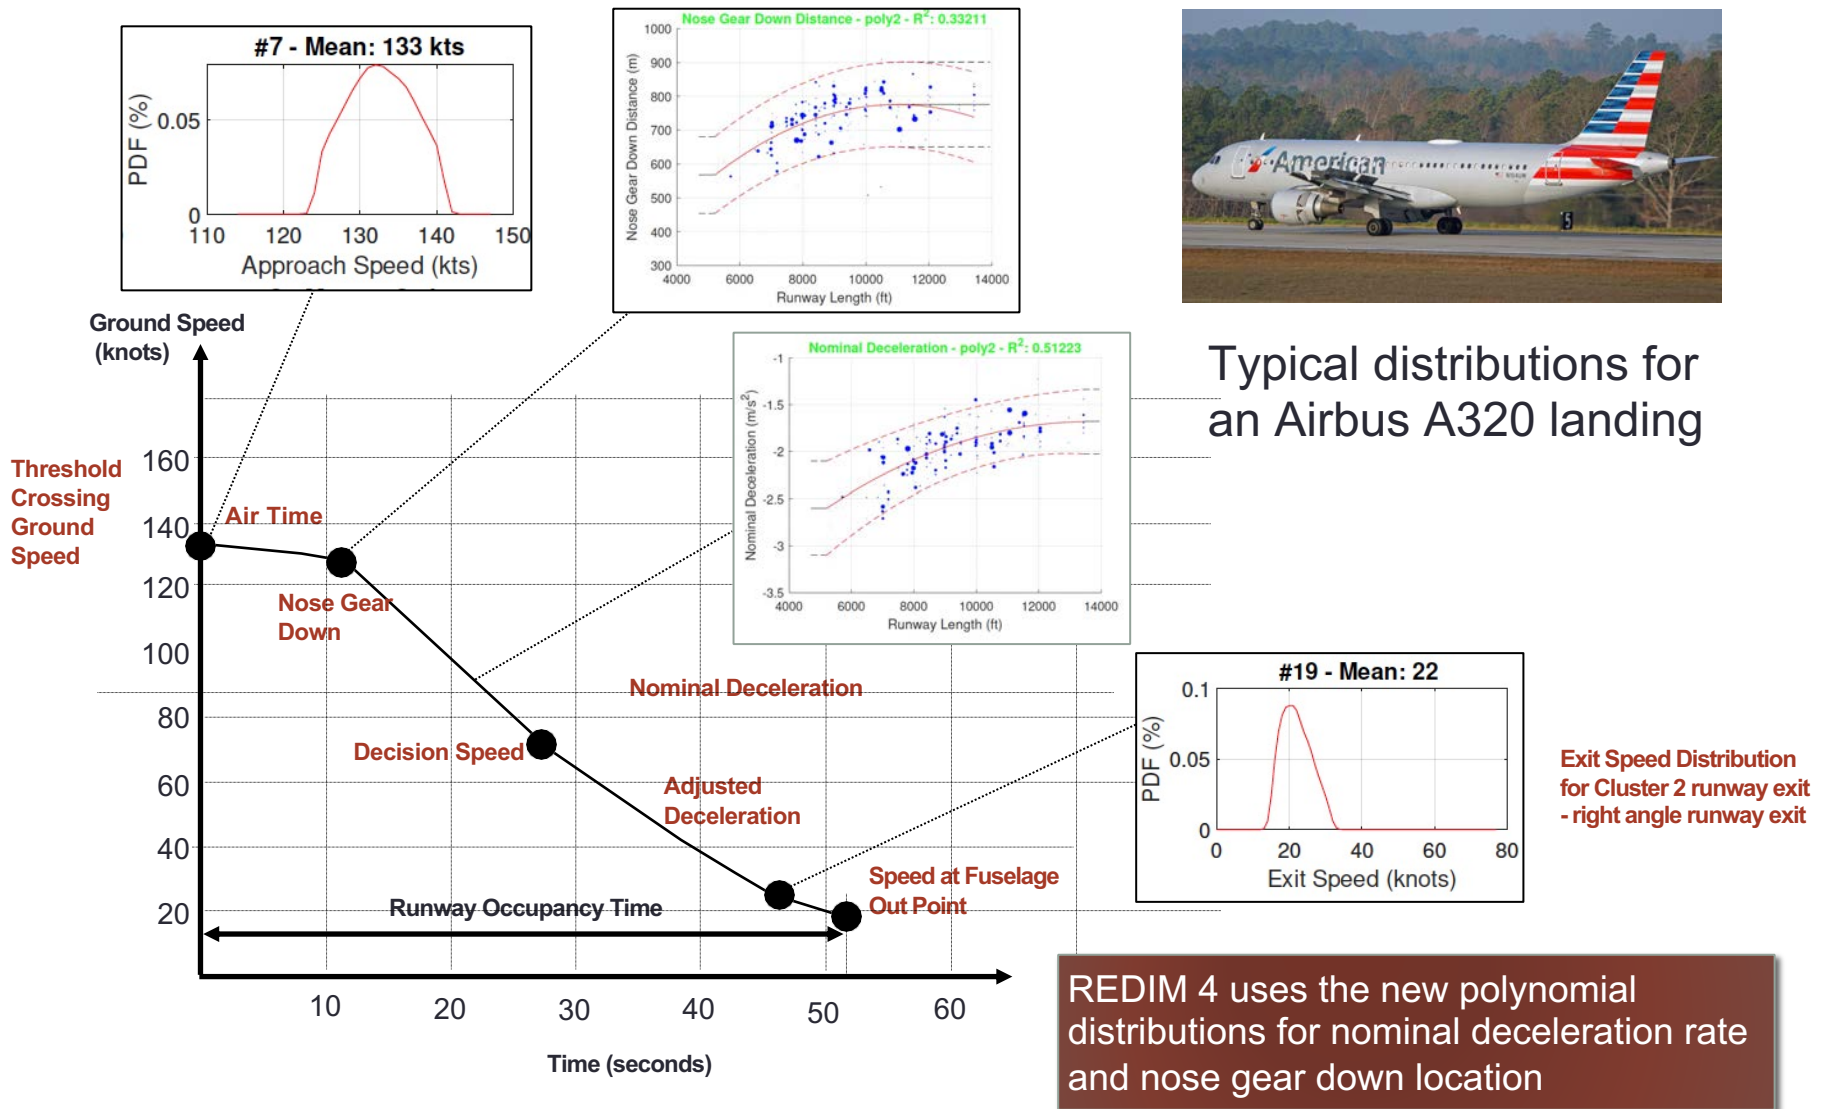 #7 - Mean: 133 kts
PDF (%)
0.05
0
110 120 130 140 150
Approach Speed (kts)
Nose Gear Down Distance - poly2 - R²: 0.33211
Nose Gear Down Distance (m)
1000
900
800
700
600
500
400
300
4000 6000 8000 10000 12000 14000
Runway Length (ft)
American
Typical distributions for
an Airbus A320 landing
Nominal Deceleration - poly2 - R²: 0.51223
Nominal Deceleration (m/s²)
-1
-1.5
-2
-2.5
-3
-3.5
4000 6000 8000 10000 12000 14000
Runway Length (ft)
Ground Speed
(knots)
Threshold
Crossing
Ground
Speed
160
140
120
100
80
60
40
20
Air Time
Nose Gear
Down
Nominal Deceleration
Decision Speed
Adjusted
Deceleration
Speed at Fuselage
Out Point
Runway Occupancy Time
10 20 30 40 50 60
Time (seconds)
#19 - Mean: 22
PDF (%)
0.1
0.05
0
0 20 40 60 80
Exit Speed (knots)
Exit Speed Distribution
for Cluster 2 runway exit
- right angle runway exit
REDIM 4 uses the new polynomial
distributions for nominal deceleration rate
and nose gear down location